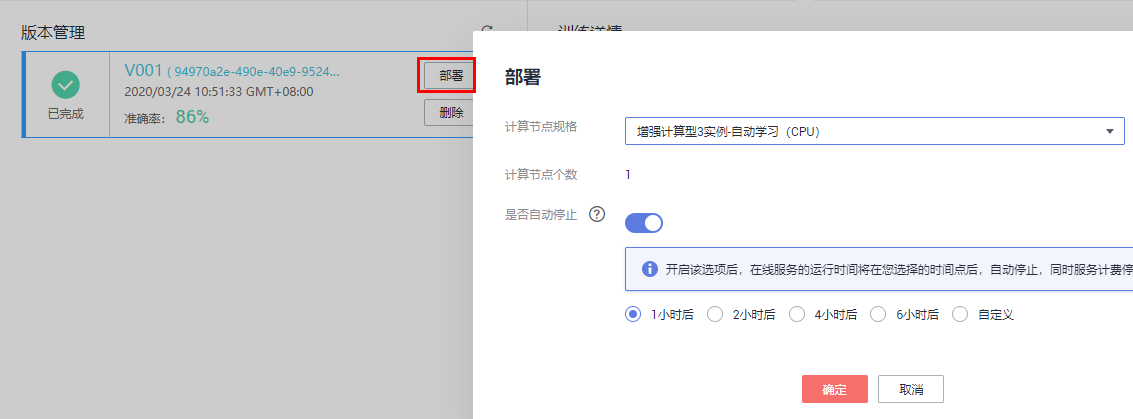 版本管理
V001 ( 94970a2e-490e-40e9-9524...
部署
2020/03/24 10:51:33 GMT+08:00
已完成
准确率： 86%
删除
部署
计算节点规格
增强计算型3实例-自动学习（CPU）
计算节点个数
1
是否自动停止 ?
开启该选项后，在线服务的运行时间将在您选择的时间点后，自动停止，同时服务计费停
1小时后 2小时后 4小时后 6小时后 自定义
确定 取消